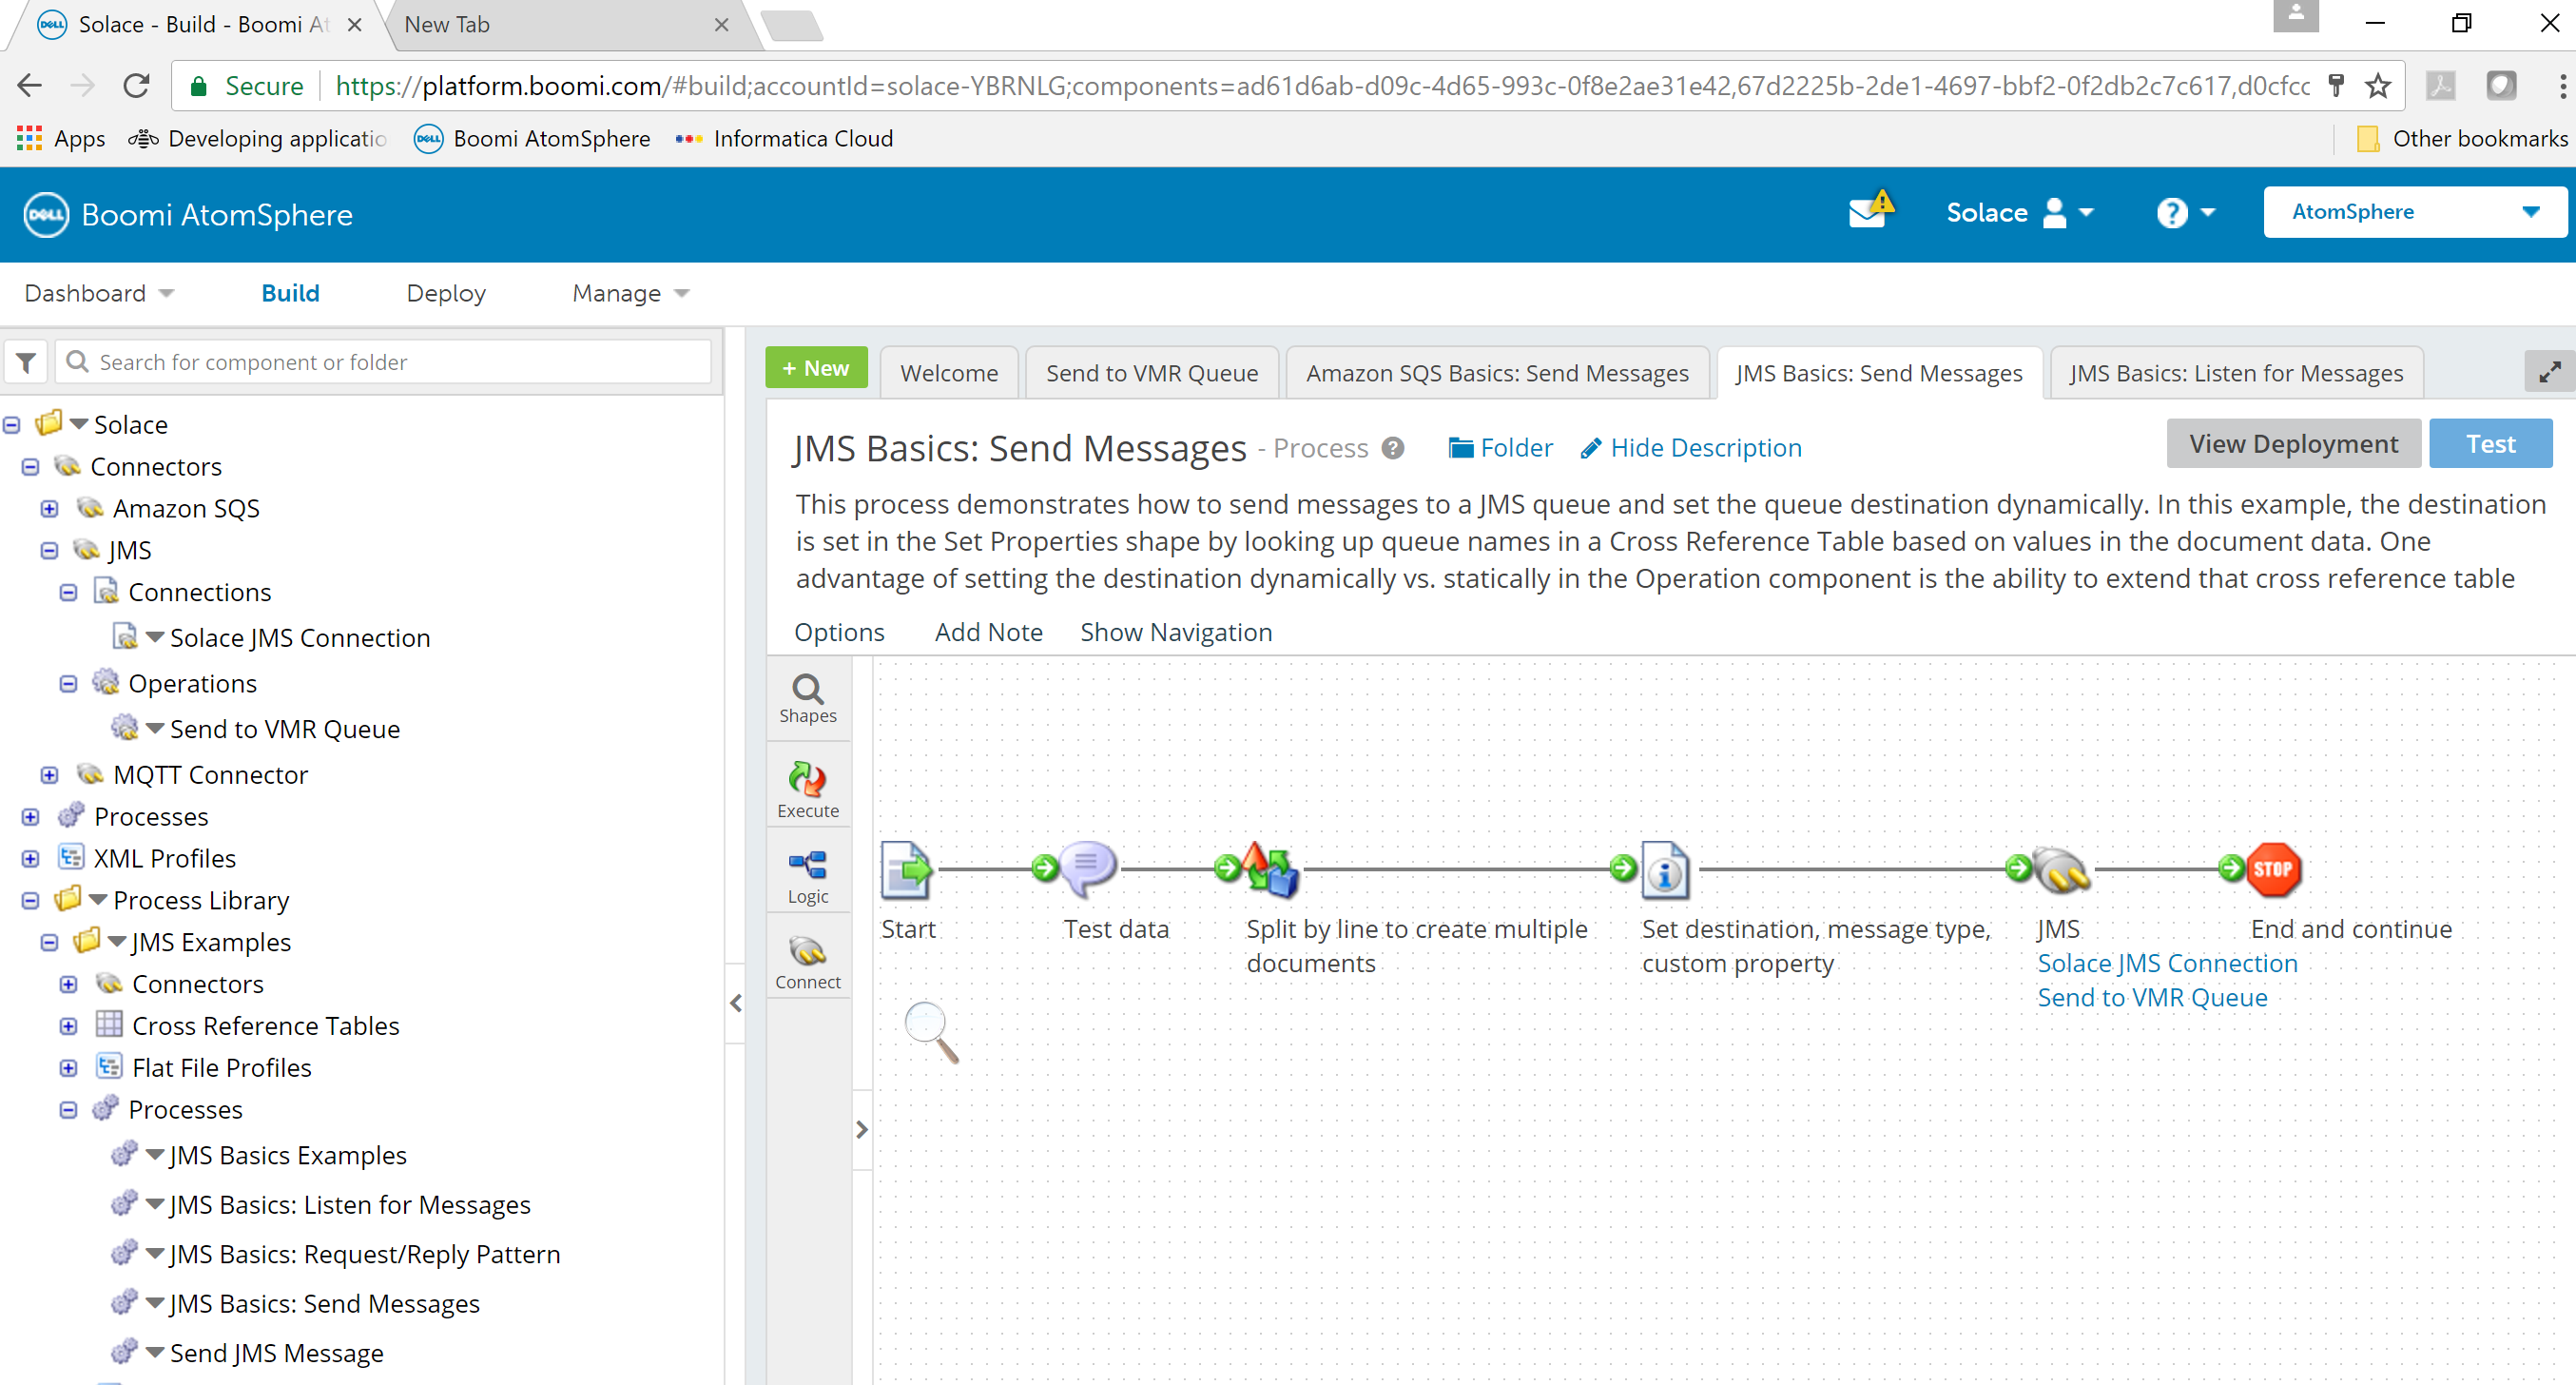 Solace - Build - Boomi At
New Tab
Secure
https://platform.boomi.com/#build;accountId=solace-YBRNLG;components=ad61d6ab-d09c-4d65-993c-0f8e2ae31e42,67d2225b-2de1-4697-bbf2-0f2db2c7c617,d0cfcc
Apps
Developing applicatio
DELL
Boomi AtomSphere
Informatica Cloud
Other bookmarks
DELL
Boomi AtomSphere
Solace
?
AtomSphere
Dashboard
Build
Deploy
Manage
Search for component or folder
+ New
Welcome
Send to VMR Queue
Amazon SQS Basics: Send Messages
JMS Basics: Send Messages
JMS Basics: Listen for Messages
Solace
Connectors
Amazon SQS
JMS
Connections
Solace JMS Connection
Operations
Send to VMR Queue
MQTT Connector
Processes
XML Profiles
Process Library
JMS Examples
Connectors
Cross Reference Tables
Flat File Profiles
Processes
JMS Basics Examples
JMS Basics: Listen for Messages
JMS Basics: Request/Reply Pattern
JMS Basics: Send Messages
Send JMS Message
JMS Basics: Send Messages - Process ?
Folder
Hide Description
View Deployment
Test
This process demonstrates how to send messages to a JMS queue and set the queue destination dynamically. In this example, the destination
is set in the Set Properties shape by looking up queue names in a Cross Reference Table based on values in the document data. One
advantage of setting the destination dynamically vs. statically in the Operation component is the ability to extend that cross reference table
Options
Add Note
Show Navigation
Shapes
Execute
Logic
Connect
Start
Test data
Split by line to create multiple
documents
Set destination, message type,
custom property
JMS
Solace JMS Connection
Send to VMR Queue
STOP
End and continue